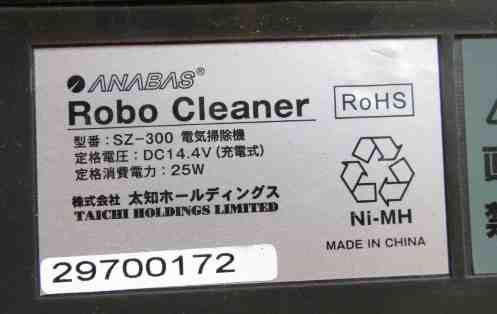 ANABAS®
Robo Cleaner
RoHS
型番：SZ-300 電気掃除機
定格電圧：DC14.4V（充電式）
定格消費電力：25W
株式会社 太知ホールディングス
TAICHI HOLDINGS LIMITED
Ni-MH
MADE IN CHINA
29700172